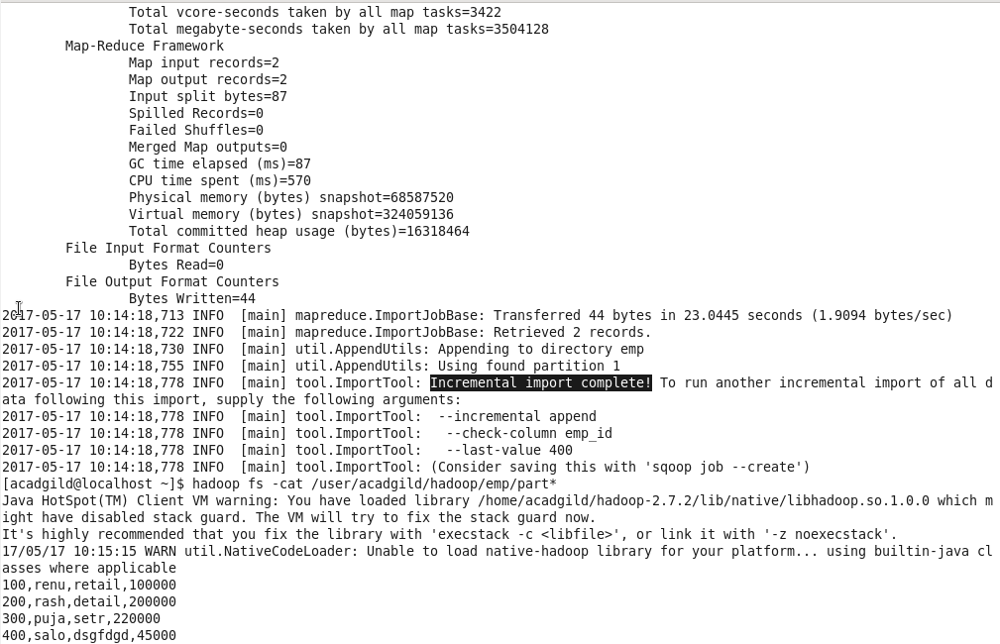 Total vcore-seconds taken by all map tasks=3422
Total megabyte-seconds taken by all map tasks=3504128
Map-Reduce Framework
Map input records=2
Map output records=2
Input split bytes=87
Spilled Records=0
Failed Shuffles=0
Merged Map outputs=0
GC time elapsed (ms)=87
CPU time spent (ms)=570
Physical memory (bytes) snapshot=68587520
Virtual memory (bytes) snapshot=324059136
Total committed heap usage (bytes)=16318464
File Input Format Counters
Bytes Read=0
File Output Format Counters
Bytes Written=44
2017-05-17 10:14:18,713 INFO  [main] mapreduce.ImportJobBase: Transferred 44 bytes in 23.0445 seconds (1.9094 bytes/sec)
2017-05-17 10:14:18,722 INFO  [main] mapreduce.ImportJobBase: Retrieved 2 records.
2017-05-17 10:14:18,730 INFO  [main] util.AppendUtils: Appending to directory emp
2017-05-17 10:14:18,755 INFO  [main] util.AppendUtils: Using found partition 1
2017-05-17 10:14:18,778 INFO  [main] tool.ImportTool: Incremental import complete! To run another incremental import of all d
ata following this import, supply the following arguments:
2017-05-17 10:14:18,778 INFO  [main] tool.ImportTool:  --incremental append
2017-05-17 10:14:18,778 INFO  [main] tool.ImportTool:   --check-column emp_id
2017-05-17 10:14:18,778 INFO  [main] tool.ImportTool:   --last-value 400
2017-05-17 10:14:18,778 INFO  [main] tool.ImportTool: (Consider saving this with 'sqoop job --create')
[acadgild@localhost ~]$ hadoop fs -cat /user/acadgild/hadoop/emp/part*
Java HotSpot(TM) Client VM warning: You have loaded library /home/acadgild/hadoop-2.7.2/lib/native/libhadoop.so.1.0.0 which m
ight have disabled stack guard. The VM will try to fix the stack guard now.
It's highly recommended that you fix the library with 'execstack -c <libfile>', or link it with '-z noexecstack'.
17/05/17 10:15:15 WARN util.NativeCodeLoader: Unable to load native-hadoop library for your platform... using builtin-java cl
asses where applicable
100,renu,retail,100000
200,rash,detail,200000
300,puja,setr,220000
400,salo,dsgfdgd,45000